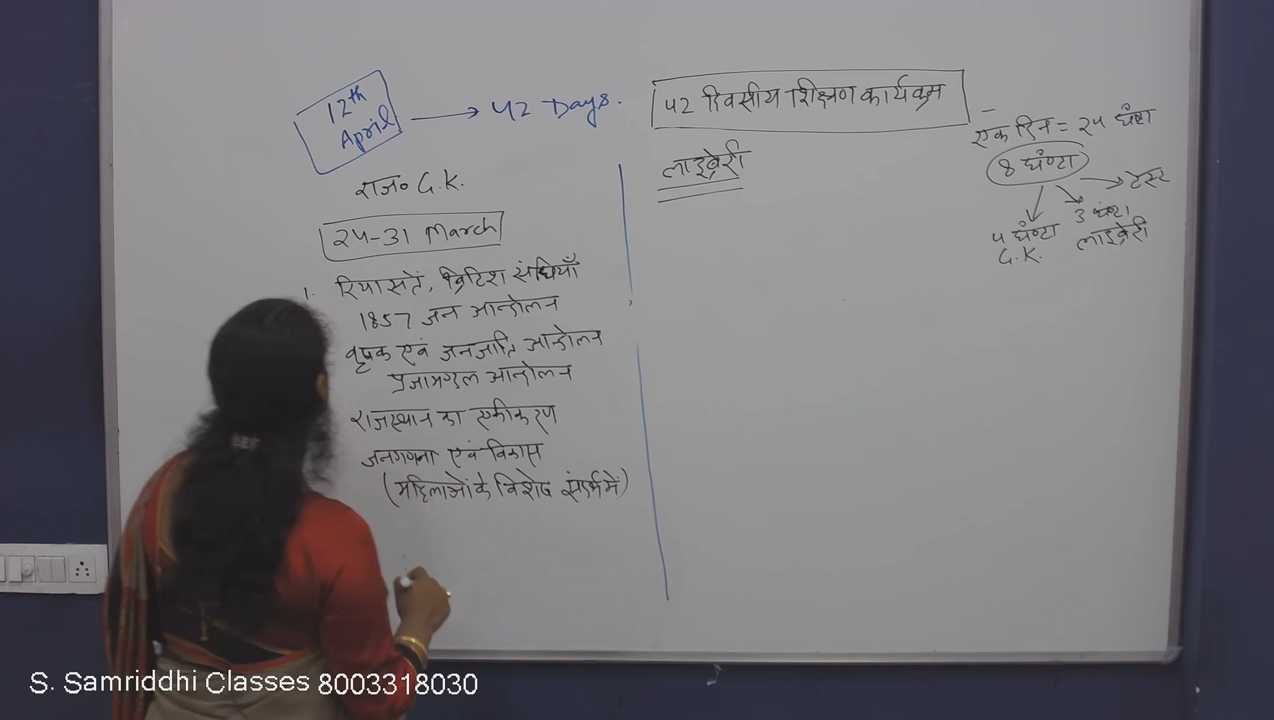 12th April → 42 Days.
राज० G.K.
24-31 March
1. रियासतें, ब्रिटिश संधियाँ
1857 जन आन्दोलन
कृषक एवं जनजाति आन्दोलन
प्रजामण्डल आन्दोलन
राजस्थान का एकीकरण
जनगणना एवं विकास
(महिलाओं के विशेष संदर्भ में)
42 दिवसीय शिक्षण कार्यक्रम
लाइब्रेरी
एक दिन = 24 घंटा
8 घंण्टा
→ टेस्ट
4 घंण्टा
G.K.
3 घंटा
लाइब्रेरी
S. Samriddhi Classes 8003318030